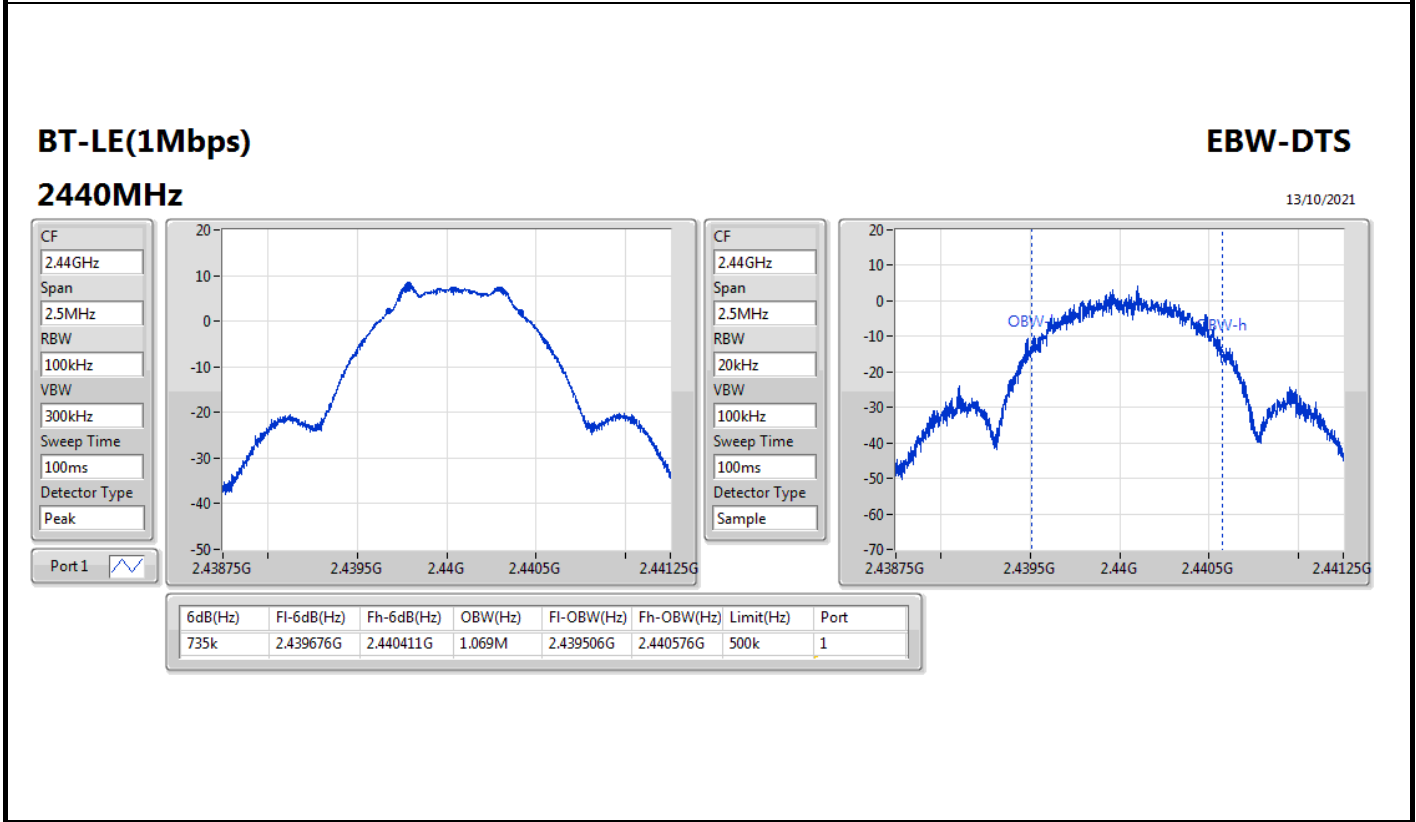 BT-LE(1Mbps)
EBW-DTS
2440MHz
13/10/2021
CF
2.44GHz
Span
2.5MHz
RBW
100kHz
VBW
300kHz
Sweep Time
100ms
Detector Type
Peak
Port 1
20
10
0
-10
-20
-30
-40
-50
2.43875G 2.4395G 2.44G 2.4405G 2.44125G
CF
2.44GHz
Span
2.5MHz
RBW
20kHz
VBW
100kHz
Sweep Time
100ms
Detector Type
Sample
20
10
0
-10
-20
-30
-40
-50
-60
-70
OBW-h
2.43875G 2.4395G 2.44G 2.4405G 2.44125G
6dB(Hz) Fl-6dB(Hz) Fh-6dB(Hz) OBW(Hz) Fl-OBW(Hz) Fh-OBW(Hz) Limit(Hz) Port
735k 2.439676G 2.440411G 1.069M 2.439506G 2.440576G 500k 1